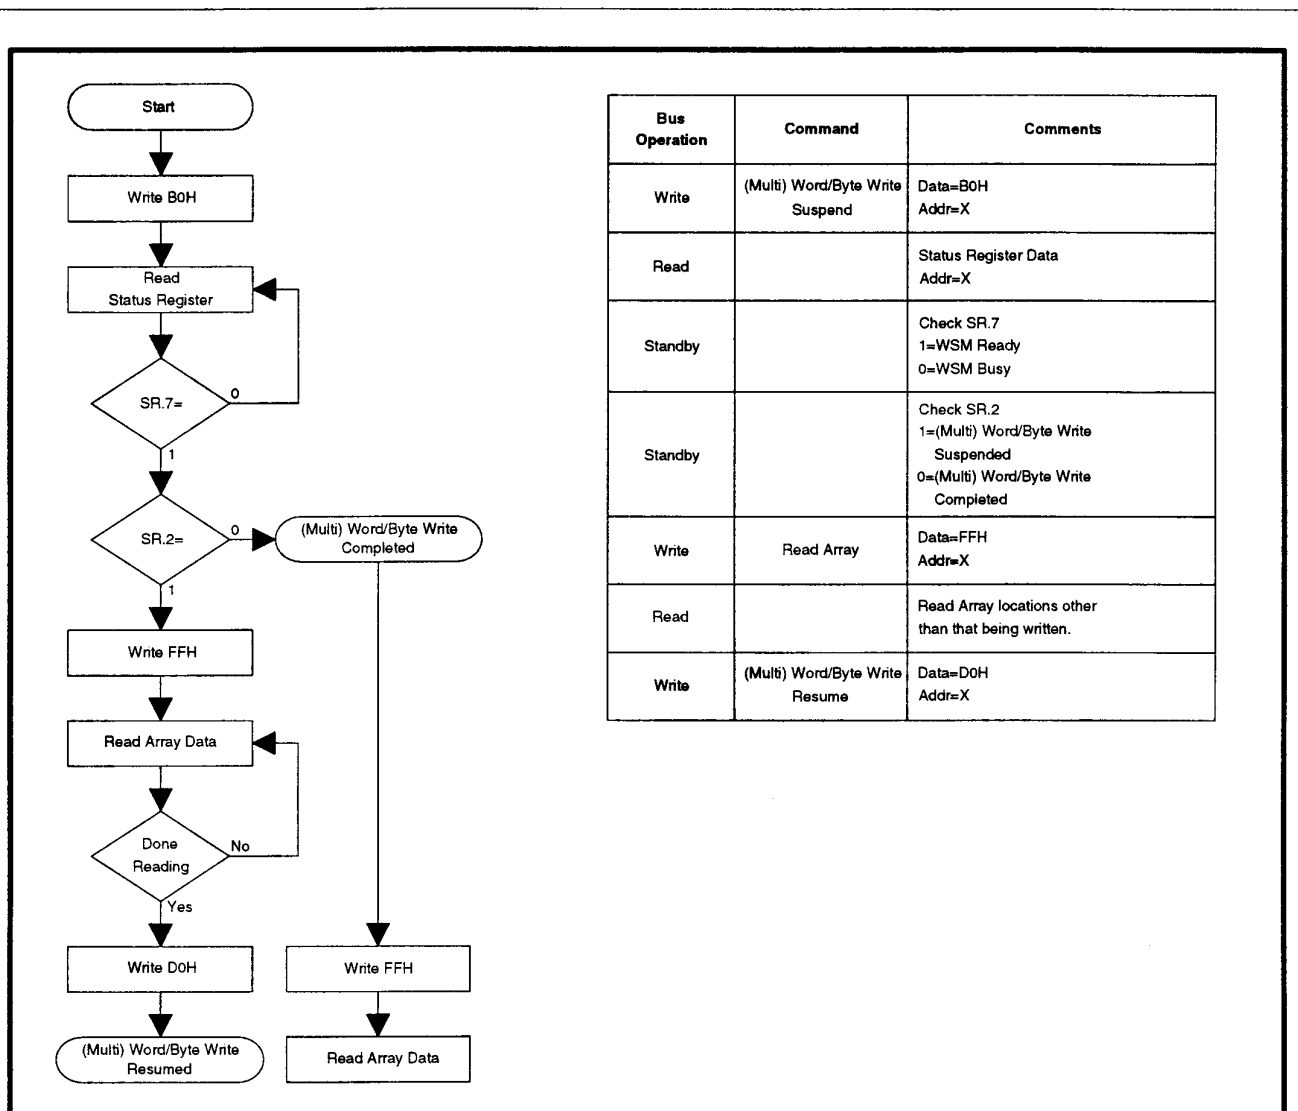 Start
Write B0H
Read
Status Register
SR.7=
0
1
SR.2=
0
(Multi) Word/Byte Write
Completed
1
Write FFH
Read Array Data
Done
Reading
No
Yes
Write D0H
(Multi) Word/Byte Write
Resumed
Write FFH
Read Array Data
Bus
Operation
Command
Comments
Write
(Multi) Word/Byte Write
Suspend
Data=B0H
Addr=X
Read
Status Register Data
Addr=X
Standby
Check SR.7
1=WSM Ready
0=WSM Busy
Standby
Check SR.2
1=(Multi) Word/Byte Write
Suspended
0=(Multi) Word/Byte Write
Completed
Write
Read Array
Data=FFH
Addr=X
Read
Read Array locations other
than that being written.
Write
(Multi) Word/Byte Write
Resume
Data=D0H
Addr=X